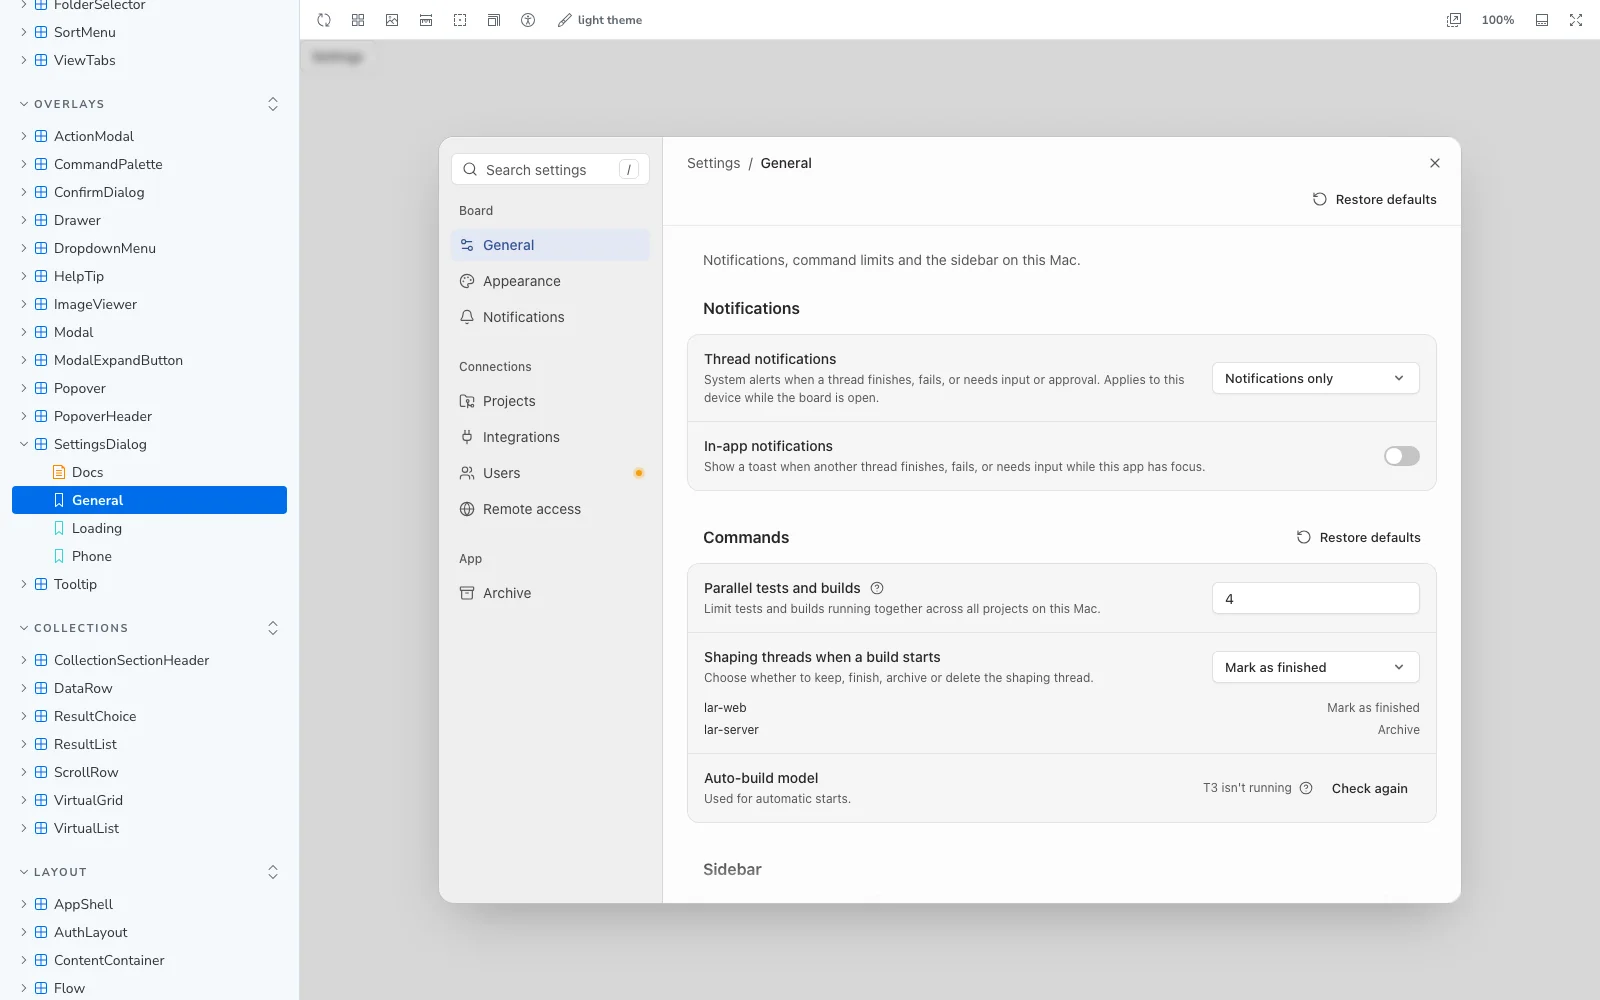 FolderSelector
SortMenu
ViewTabs
OVERLAYS
ActionModal
CommandPalette
ConfirmDialog
Drawer
DropdownMenu
HelpTip
ImageViewer
Modal
ModalExpandButton
Popover
PopoverHeader
SettingsDialog
Docs
General
Loading
Phone
Tooltip
COLLECTIONS
CollectionSectionHeader
DataRow
ResultChoice
ResultList
ScrollRow
VirtualGrid
VirtualList
LAYOUT
AppShell
AuthLayout
ContentContainer
Flow
light theme
100%
Settings
Search settings /
Board
General
Appearance
Notifications
Connections
Projects
Integrations
Users
Remote access
App
Archive
Settings / General
Restore defaults
Notifications, command limits and the sidebar on this Mac.
Notifications
Thread notifications
System alerts when a thread finishes, fails, or needs input or approval. Applies to this
device while the board is open.
Notifications only
In-app notifications
Show a toast when another thread finishes, fails, or needs input while this app has focus.
Commands
Restore defaults
Parallel tests and builds
Limit tests and builds running together across all projects on this Mac.
4
Shaping threads when a build starts
Choose whether to keep, finish, archive or delete the shaping thread.
Mark as finished
lar-web Mark as finished
lar-server Archive
Auto-build model
Used for automatic starts.
T3 isn't running
Check again
Sidebar